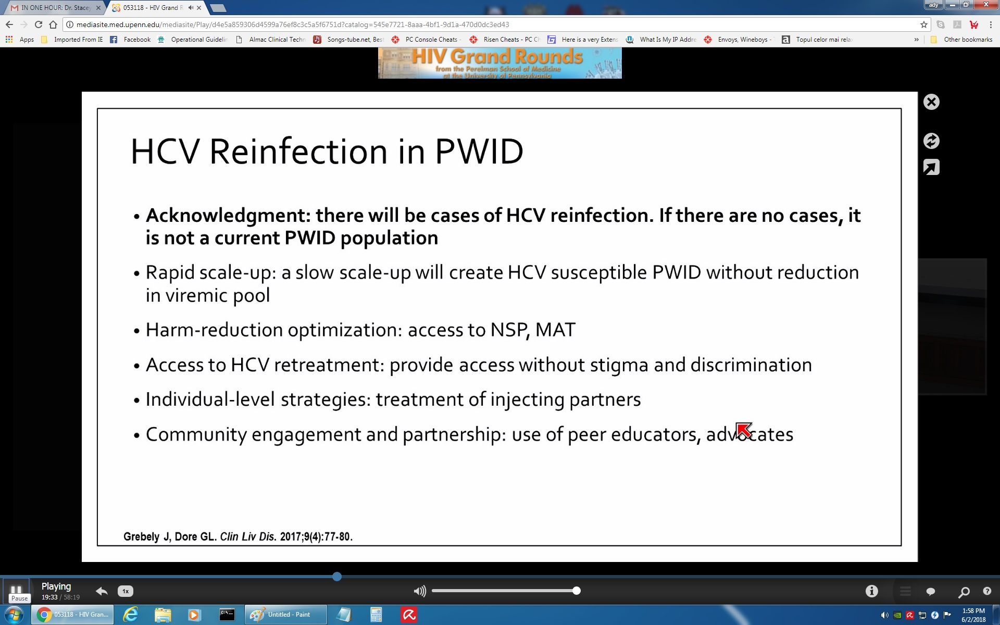 IN ONE HOUR: Dr. Stacey
053118 - HIV Grand R
ady
mediasite.med.upenn.edu/mediasite/Play/d4e5a859306d4599a76ef8c3c5a5f6751d?catalog=545e7721-8aaa-4bf1-9d1a-470d0dc3ed43
Apps Imported From IE Facebook Operational Guidelin Almac Clinical Techn Songs-tube.net, Bes PC Console Cheats - Risen Cheats - PC Ch Here is a very Extens What Is My IP Addre Envoys, Wineboys - Topul celor mai rela » Other bookmarks
HIV Grand Rounds
from the Perelman School of Medicine
at the University of Pennsylvania
HCV Reinfection in PWID
• Acknowledgment: there will be cases of HCV reinfection. If there are no cases, it
is not a current PWID population
• Rapid scale-up: a slow scale-up will create HCV susceptible PWID without reduction
in viremic pool
• Harm-reduction optimization: access to NSP, MAT
• Access to HCV retreatment: provide access without stigma and discrimination
• Individual-level strategies: treatment of injecting partners
• Community engagement and partnership: use of peer educators, advocates
Grebely J, Dore GL. Clin Liv Dis. 2017;9(4):77-80.
Playing
19:33 / 58:19
1x
Pause
053118 - HIV Gran...
Untitled - Paint
1:58 PM
6/2/2018